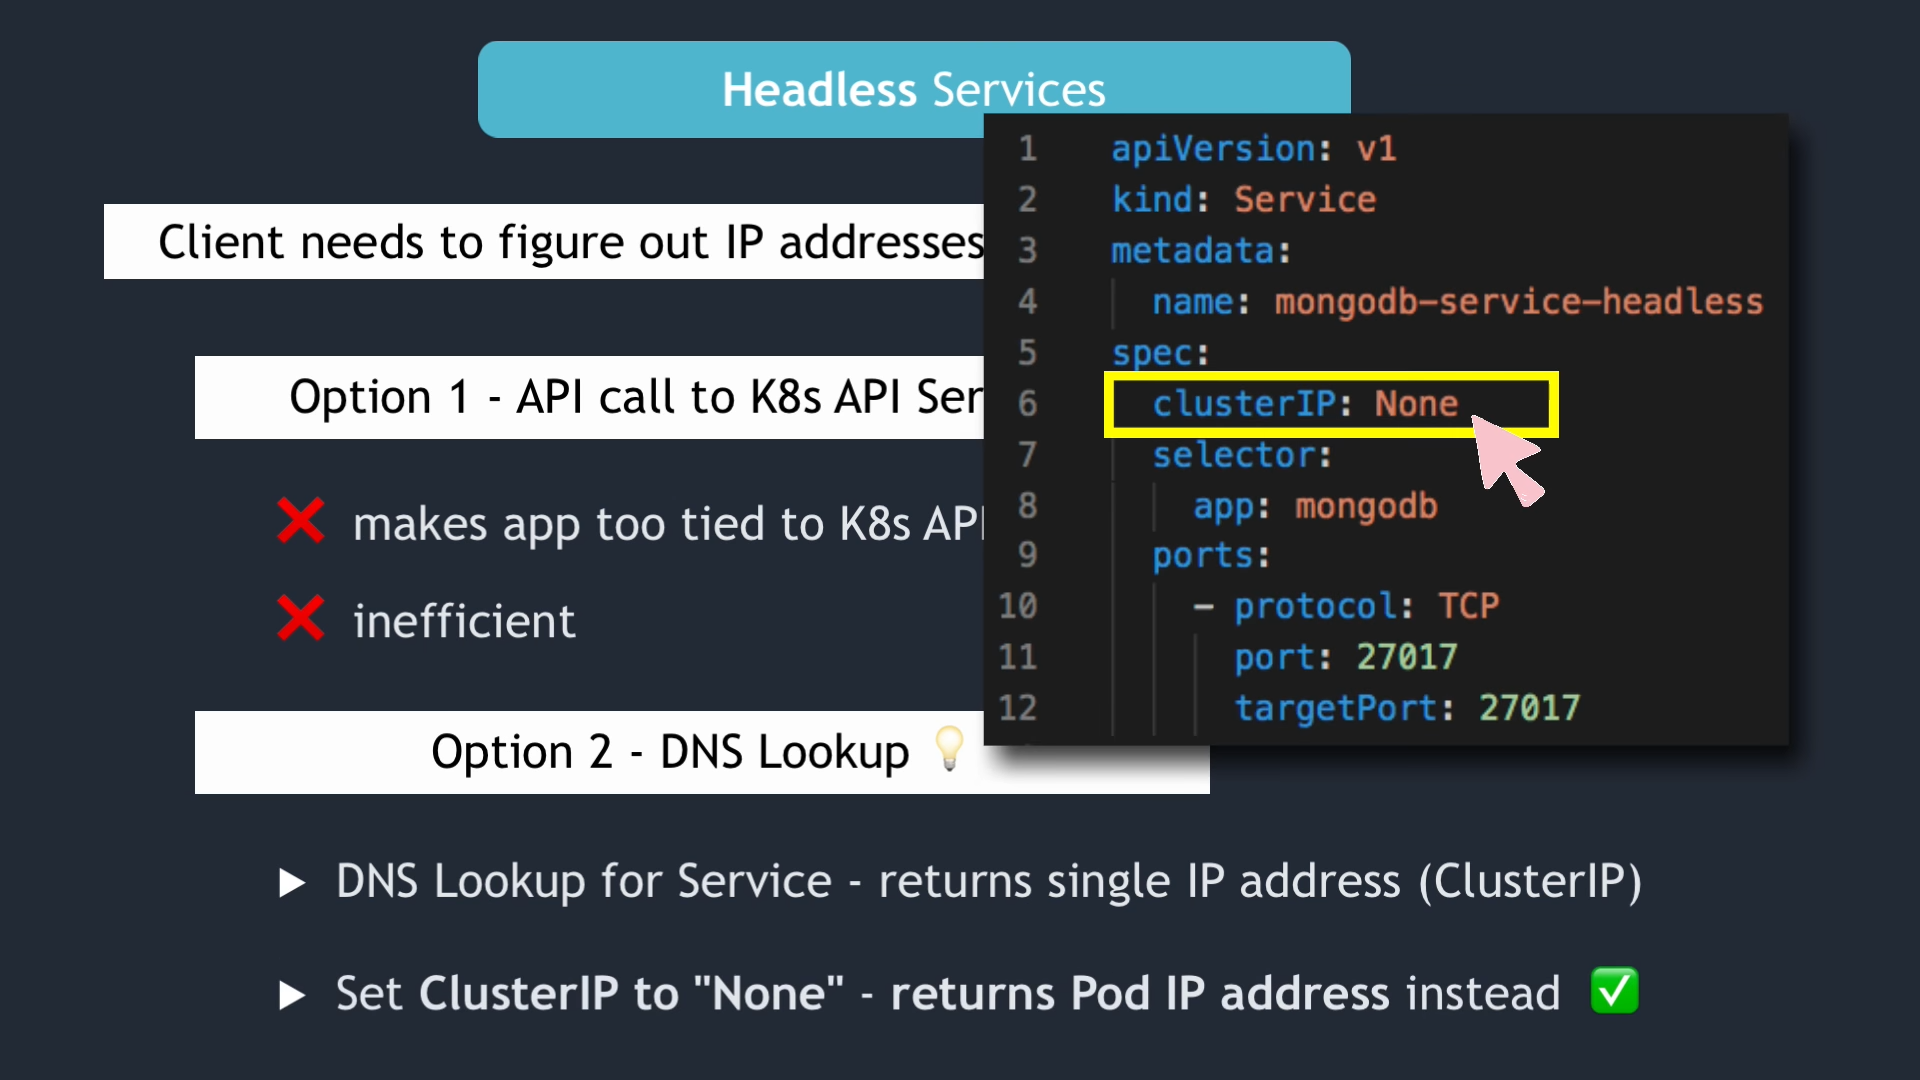 Headless Services
Client needs to figure out IP addresses
Option 1 - API call to K8s API Ser
makes app too tied to K8s API
inefficient
Option 2 - DNS Lookup
DNS Lookup for Service - returns single IP address (ClusterIP)
Set ClusterIP to "None" - returns Pod IP address instead
1 apiVersion: v1
2 kind: Service
3 metadata:
4 name: mongodb-service-headless
5 spec:
6 clusterIP: None
7 selector:
8 app: mongodb
9 ports:
10 - protocol: TCP
11 port: 27017
12 targetPort: 27017